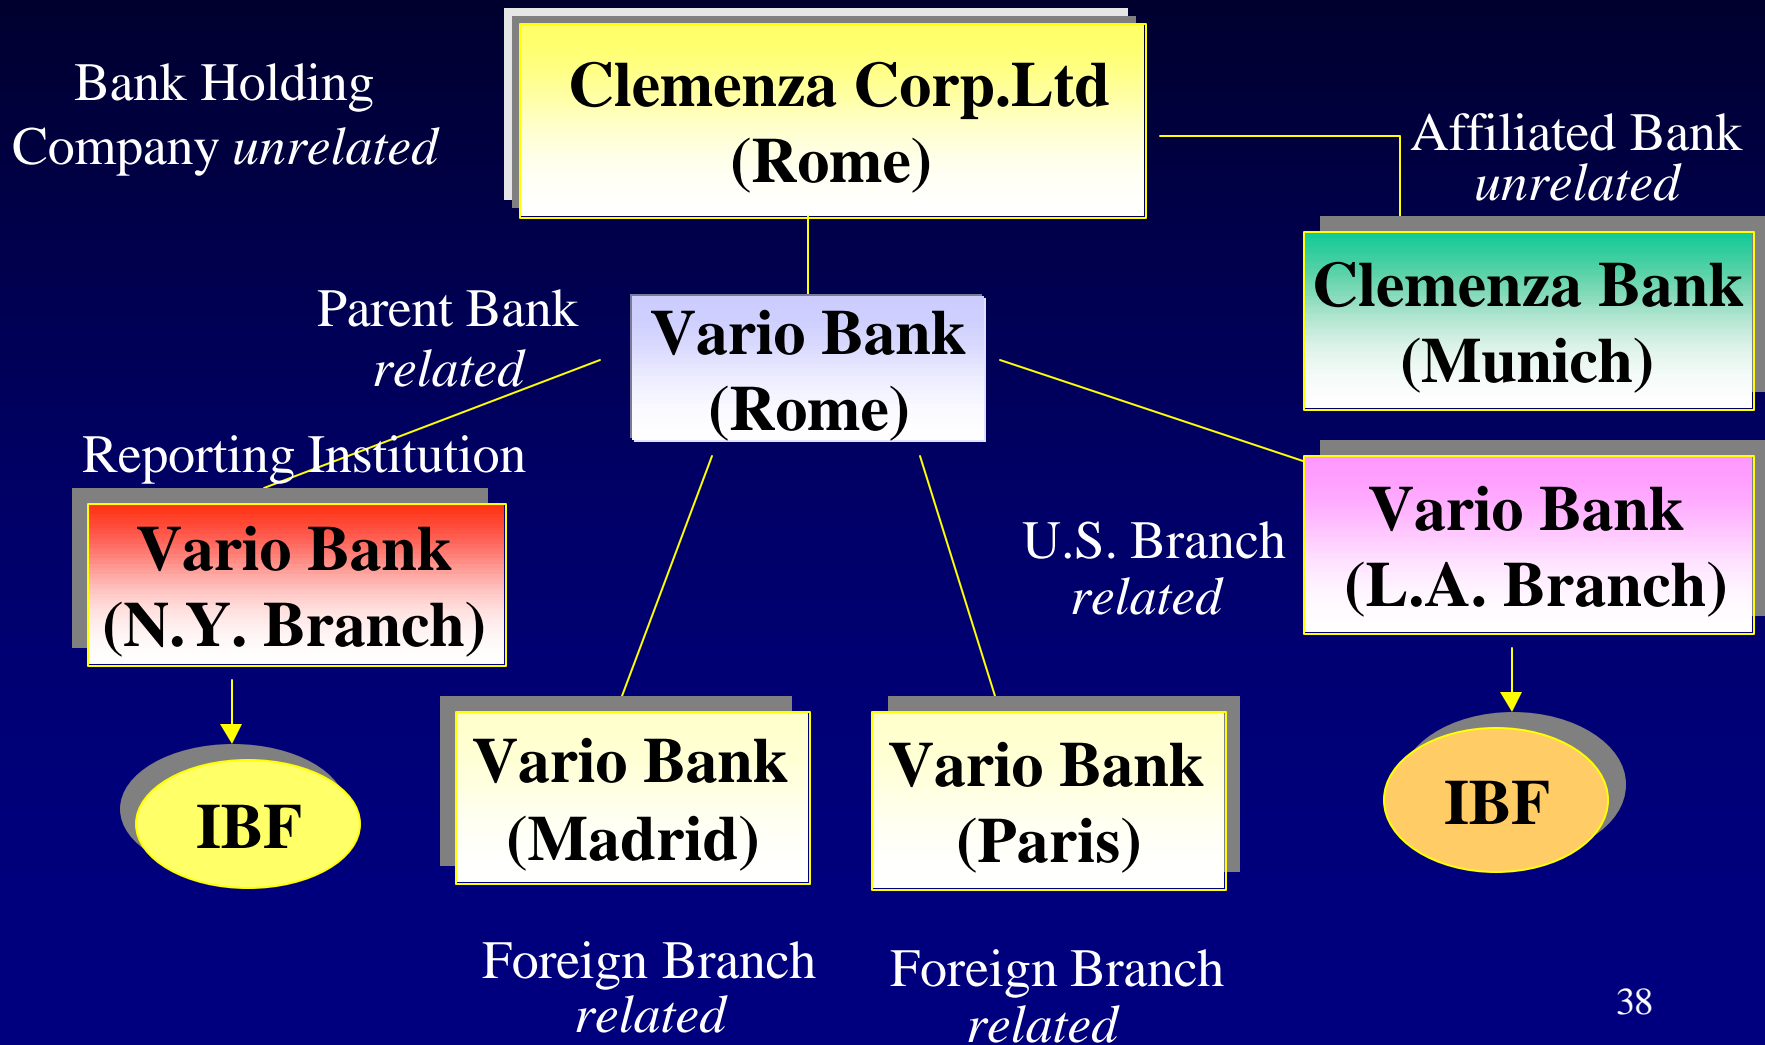 Bank Holding
Company unrelated
Clemenza Corp.Ltd
(Rome)
Affiliated Bank
unrelated
Clemenza Bank
(Munich)
Parent Bank
related
Vario Bank
(Rome)
Reporting Institution
Vario Bank
(N.Y. Branch)
U.S. Branch
related
Vario Bank
(L.A. Branch)
IBF
Vario Bank
(Madrid)
Vario Bank
(Paris)
IBF
Foreign Branch
related
Foreign Branch
related
38